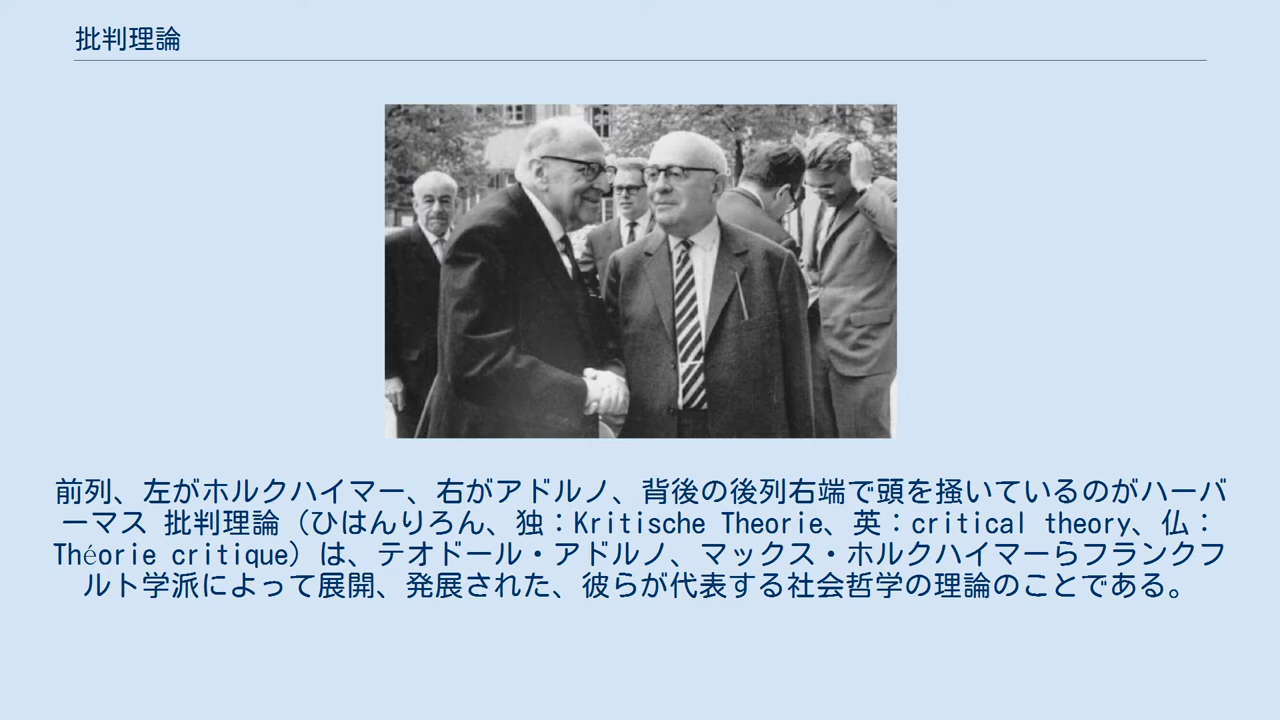 批判理論
前列、左がホルクハイマー、右がアドルノ、背後の後列右端で頭を掻いているのがハーバ
ーマス 批判理論（ひはんりろん、独：Kritische Theorie、英：critical theory、仏：
Théorie critique）は、テオドール・アドルノ、マックス・ホルクハイマーらフランクフ
ルト学派によって展開、発展された、彼らが代表する社会哲学の理論のことである。